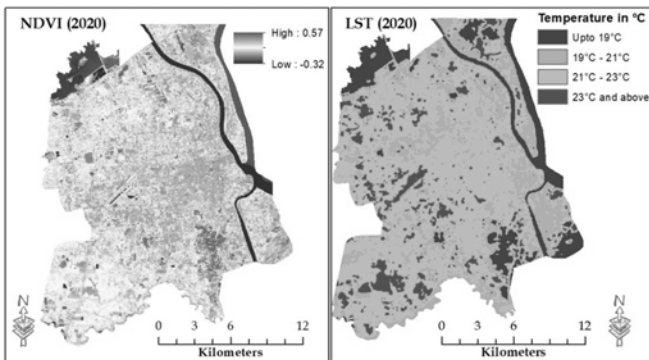 NDVI (2020)
High : 0.57
Low : -0.32
N
0 3 6 12
Kilometers
LST (2020)
Temperature in °C
Upto 19°C
19°C - 21°C
21°C - 23°C
23°C and above
N
0 3 6 12
Kilometers